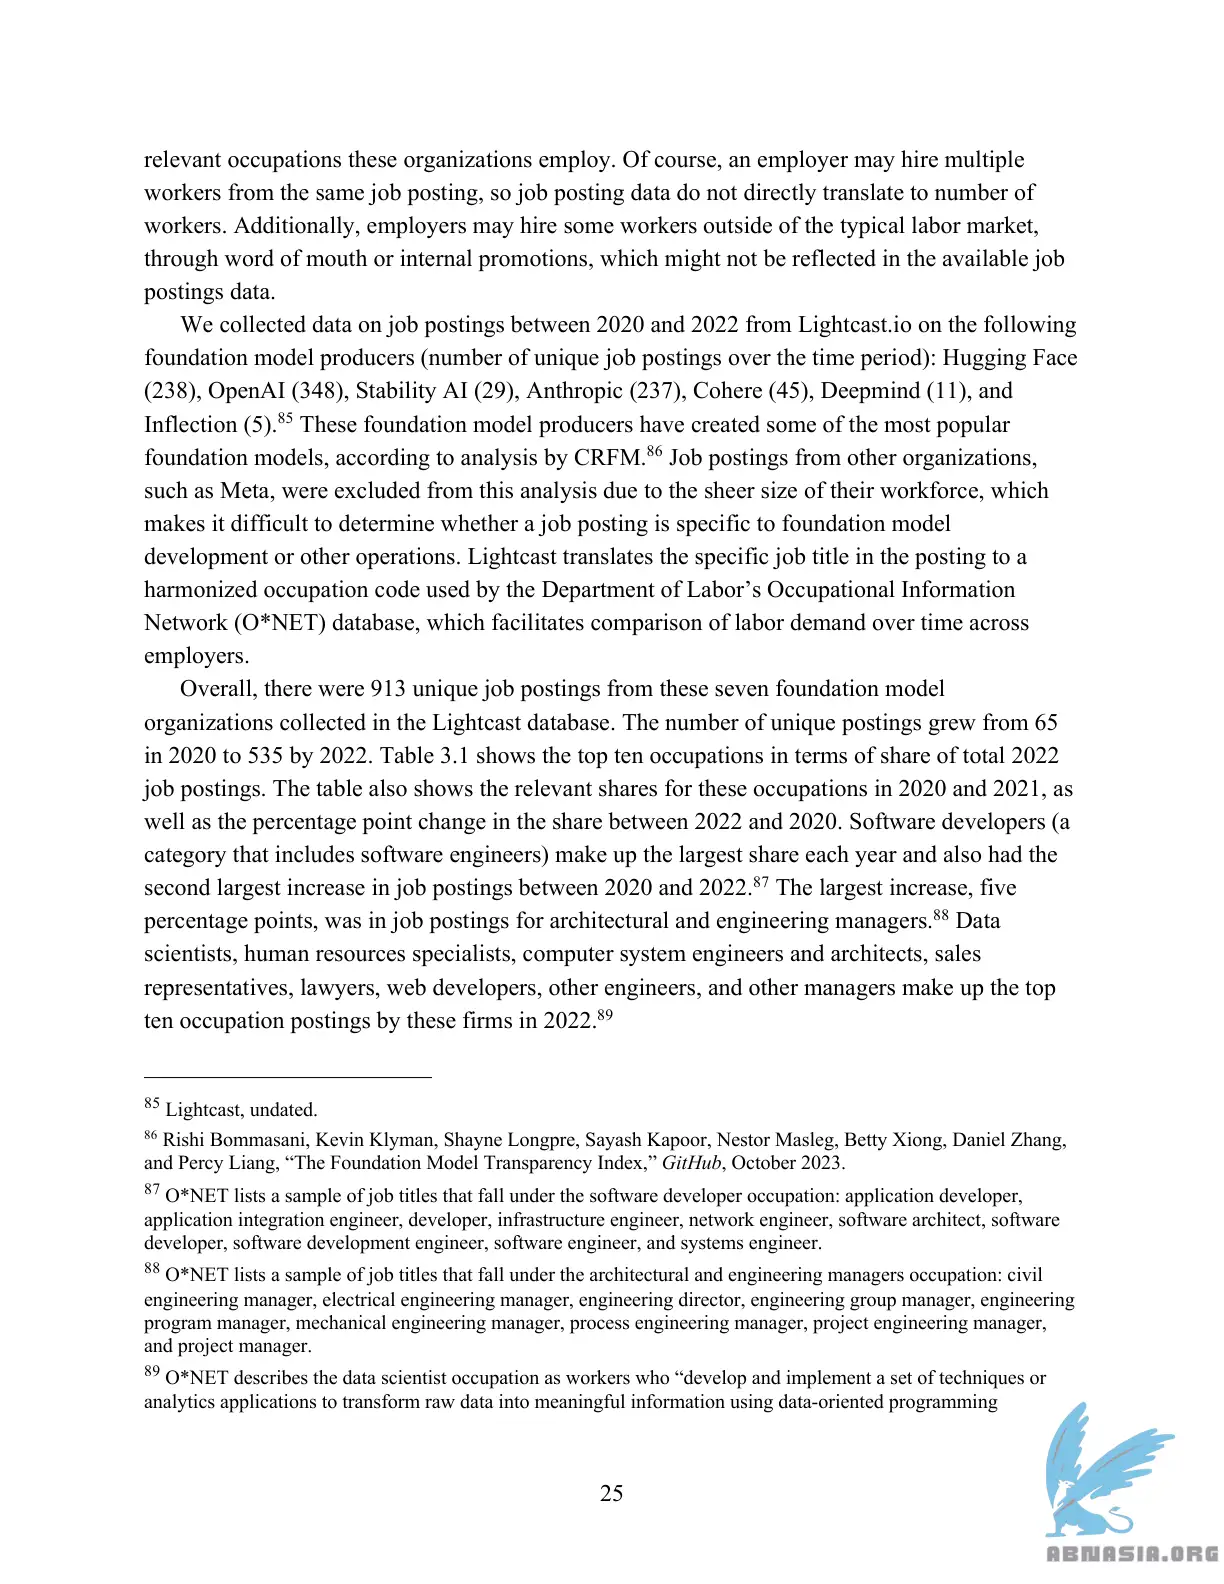 relevant occupations these organizations employ. Of course, an employer may hire multiple
workers from the same job posting, so job posting data do not directly translate to number of
workers. Additionally, employers may hire some workers outside of the typical labor market,
through word of mouth or internal promotions, which might not be reflected in the available job
postings data.
We collected data on job postings between 2020 and 2022 from Lightcast.io on the following
foundation model producers (number of unique job postings over the time period): Hugging Face
(238), OpenAI (348), Stability AI (29), Anthropic (237), Cohere (45), Deepmind (11), and
Inflection (5).85 These foundation model producers have created some of the most popular
foundation models, according to analysis by CRFM.86 Job postings from other organizations,
such as Meta, were excluded from this analysis due to the sheer size of their workforce, which
makes it difficult to determine whether a job posting is specific to foundation model
development or other operations. Lightcast translates the specific job title in the posting to a
harmonized occupation code used by the Department of Labor’s Occupational Information
Network (O*NET) database, which facilitates comparison of labor demand over time across
employers.
Overall, there were 913 unique job postings from these seven foundation model
organizations collected in the Lightcast database. The number of unique postings grew from 65
in 2020 to 535 by 2022. Table 3.1 shows the top ten occupations in terms of share of total 2022
job postings. The table also shows the relevant shares for these occupations in 2020 and 2021, as
well as the percentage point change in the share between 2022 and 2020. Software developers (a
category that includes software engineers) make up the largest share each year and also had the
second largest increase in job postings between 2020 and 2022.87 The largest increase, five
percentage points, was in job postings for architectural and engineering managers.88 Data
scientists, human resources specialists, computer system engineers and architects, sales
representatives, lawyers, web developers, other engineers, and other managers make up the top
ten occupation postings by these firms in 2022.89
85 Lightcast, undated.
86 Rishi Bommasani, Kevin Klyman, Shayne Longpre, Sayash Kapoor, Nestor Masleg, Betty Xiong, Daniel Zhang,
and Percy Liang, “The Foundation Model Transparency Index,” GitHub, October 2023.
87 O*NET lists a sample of job titles that fall under the software developer occupation: application developer,
application integration engineer, developer, infrastructure engineer, network engineer, software architect, software
developer, software development engineer, software engineer, and systems engineer.
88 O*NET lists a sample of job titles that fall under the architectural and engineering managers occupation: civil
engineering manager, electrical engineering manager, engineering director, engineering group manager, engineering
program manager, mechanical engineering manager, process engineering manager, project engineering manager,
and project manager.
89 O*NET describes the data scientist occupation as workers who “develop and implement a set of techniques or
analytics applications to transform raw data into meaningful information using data-oriented programming
25
ABNASIA.ORG